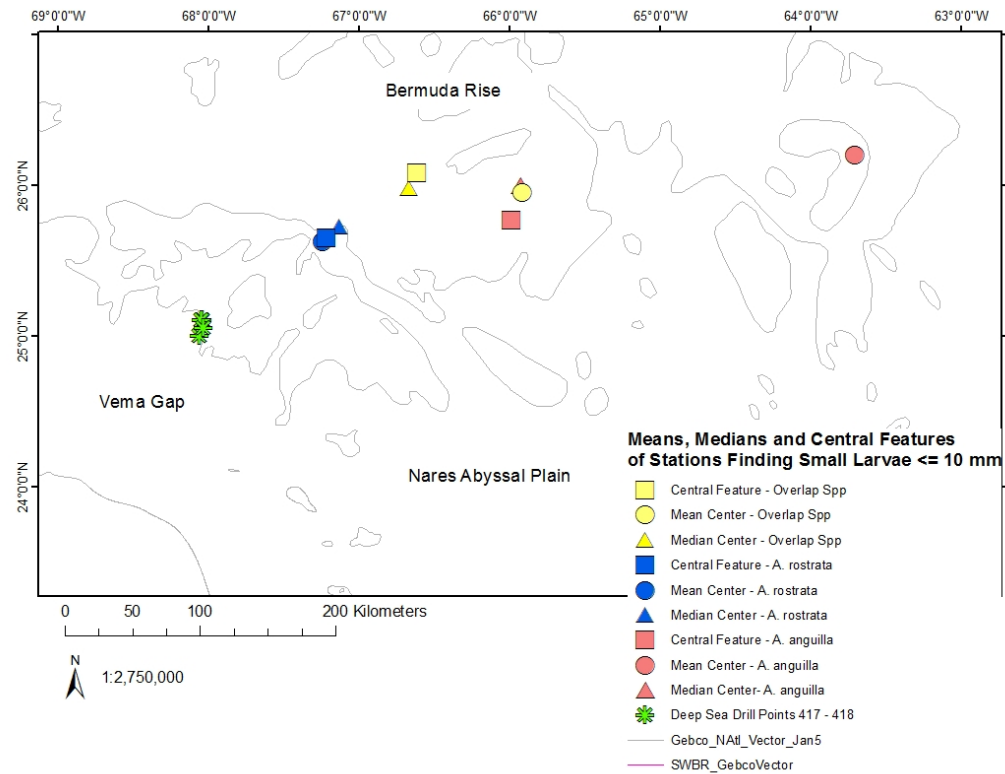 69°0'0"W 68°0'0"W 67°0'0"W 66°0'0"W 65°0'0"W 64°0'0"W 63°0'0"W
Bermuda Rise
26°0'0"N
25°0'0"N
Vema Gap
24°0'0"N
Nares Abyssal Plain
0 50 100 200 Kilometers
N
1:2,750,000
Means, Medians and Central Features
of Stations Finding Small Larvae <= 10 mm
Central Feature - Overlap Spp
Mean Center - Overlap Spp
Median Center - Overlap Spp
Central Feature - A. rostrata
Mean Center - A. rostrata
Median Center - A. rostrata
Central Feature - A. anguilla
Mean Center - A. anguilla
Median Center- A. anguilla
Deep Sea Drill Points 417 - 418
Gebco_NAtl_Vector_Jan5
SWBR_GebcoVector